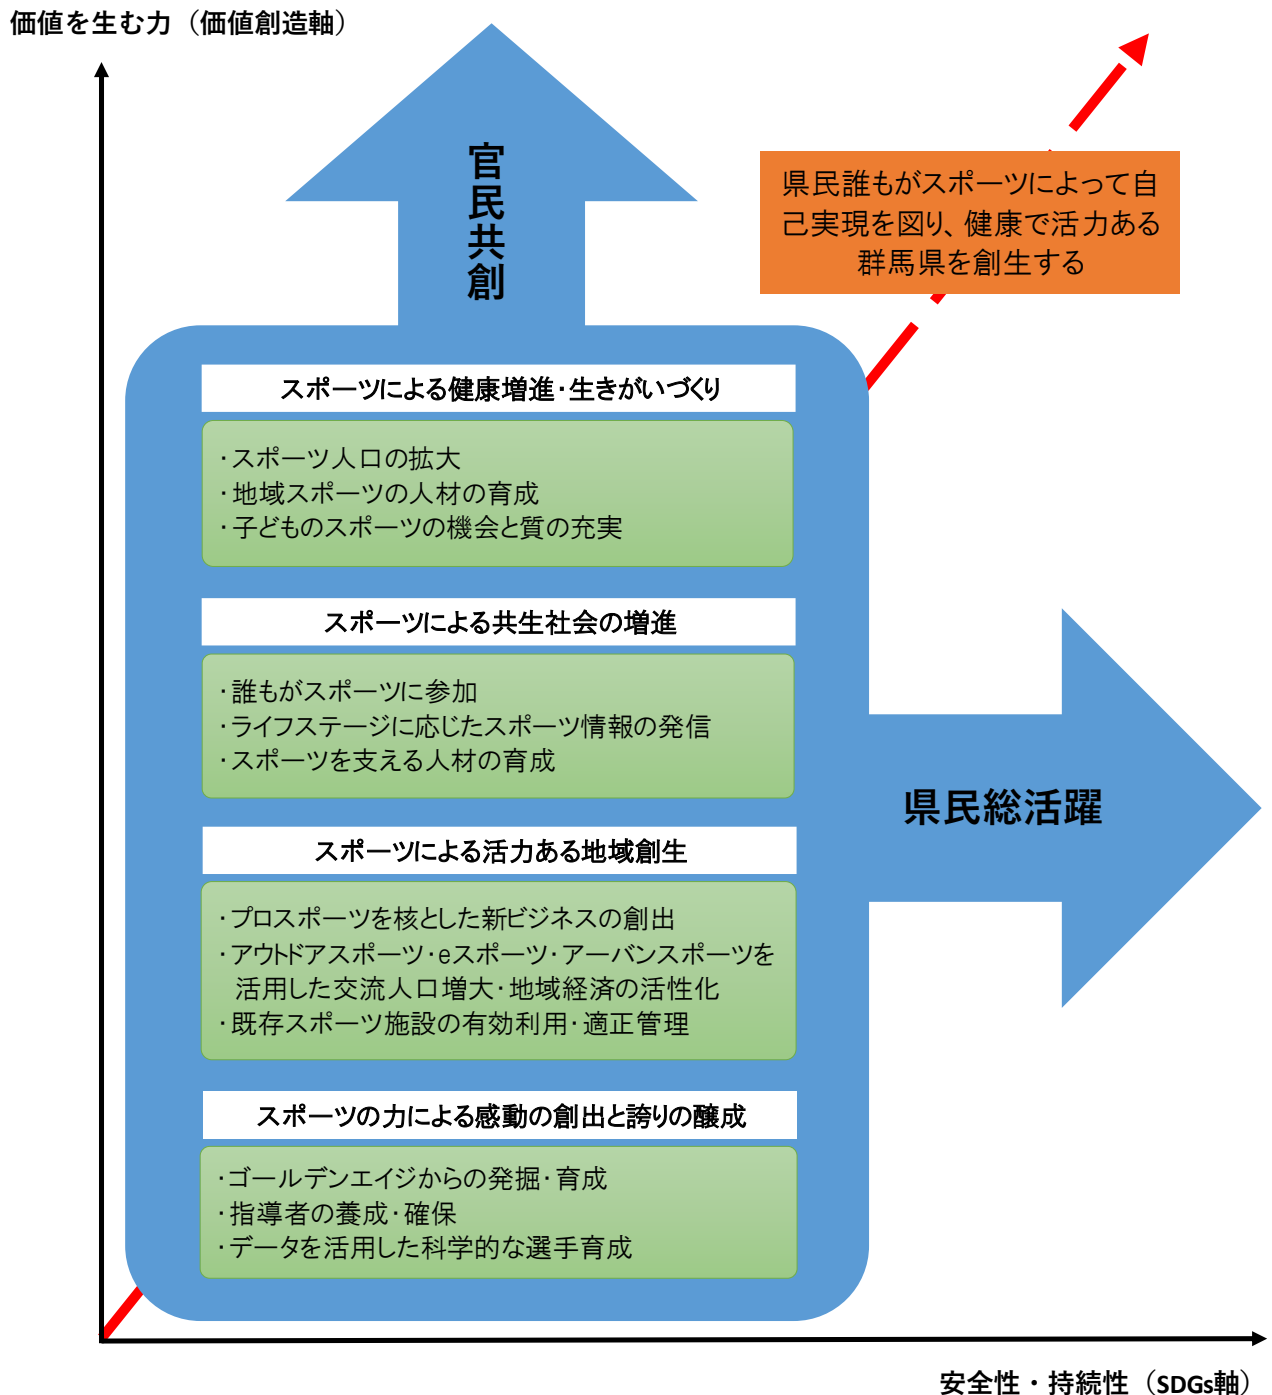 価値を生む力（価値創造軸）
官民共創
県民誰もがスポーツによって自
己実現を図り、健康で活力ある
群馬県を創生する
スポーツによる健康増進・生きがいづくり
・スポーツ人口の拡大
・地域スポーツの人材の育成
・子どものスポーツの機会と質の充実
スポーツによる共生社会の増進
・誰もがスポーツに参加
・ライフステージに応じたスポーツ情報の発信
・スポーツを支える人材の育成
県民総活躍
スポーツによる活力ある地域創生
・プロスポーツを核とした新ビジネスの創出
・アウトドアスポーツ・eスポーツ・アーバンスポーツを
活用した交流人口増大・地域経済の活性化
・既存スポーツ施設の有効利用・適正管理
スポーツの力による感動の創出と誇りの醸成
・ゴールデンエイジからの発掘・育成
・指導者の養成・確保
・データを活用した科学的な選手育成
安全性・持続性（SDGs軸）